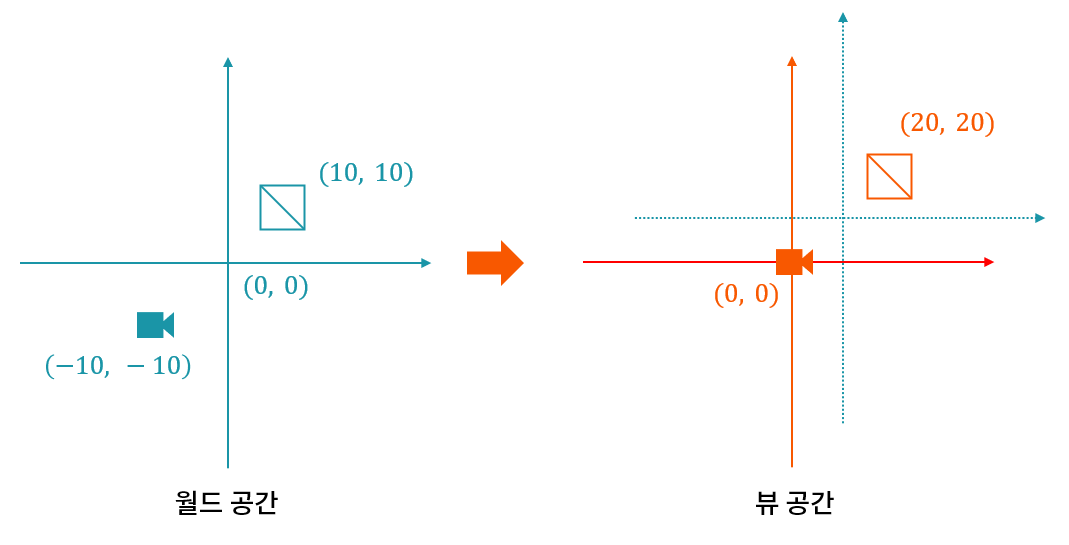 (10, 10)
(0, 0)
(−10, −10)
월드 공간
(20, 20)
(0, 0)
뷰 공간